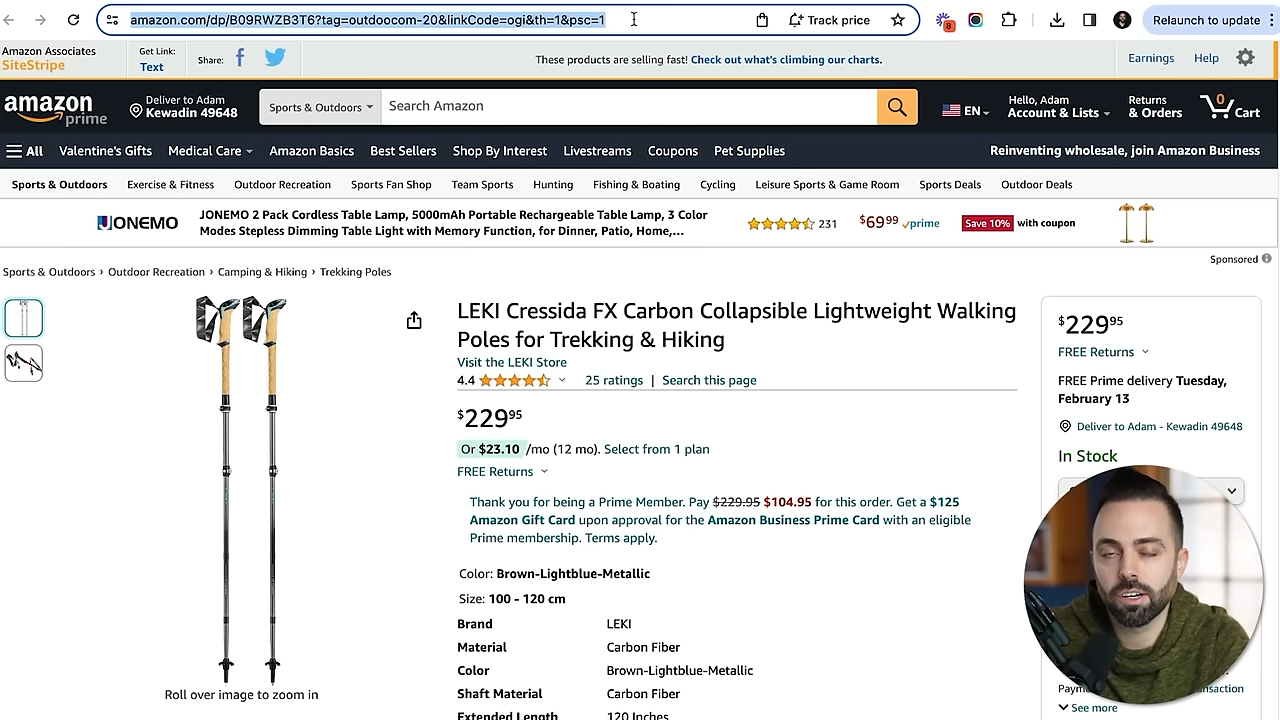 amazon.com/dp/B09RWZB3T6?tag=outdoocom-20&linkCode=ogi&th=1&psc=1
Track price
8
Relaunch to update
Amazon Associates
SiteStripe
Get Link:
Text
Share:
These products are selling fast! Check out what's climbing our charts.
Earnings
Help
amazon
prime
Deliver to Adam
Kewadin 49648
Sports & Outdoors
Search Amazon
EN
Hello, Adam
Account & Lists
Returns
& Orders
0
Cart
All
Valentine's Gifts
Medical Care
Amazon Basics
Best Sellers
Shop By Interest
Livestreams
Coupons
Pet Supplies
Reinventing wholesale, join Amazon Business
Sports & Outdoors
Exercise & Fitness
Outdoor Recreation
Sports Fan Shop
Team Sports
Hunting
Fishing & Boating
Cycling
Leisure Sports & Game Room
Sports Deals
Outdoor Deals
JONEMO
JONEMO 2 Pack Cordless Table Lamp, 5000mAh Portable Rechargeable Table Lamp, 3 Color
Modes Stepless Dimming Table Light with Memory Function, for Dinner, Patio, Home,...
231
$69.99 prime
Save 10% with coupon
Sponsored
Sports & Outdoors › Outdoor Recreation › Camping & Hiking › Trekking Poles
LEKI Cressida FX Carbon Collapsible Lightweight Walking
Poles for Trekking & Hiking
Visit the LEKI Store
4.4
25 ratings | Search this page
$22995
Or $23.10 /mo (12 mo). Select from 1 plan
FREE Returns
Thank you for being a Prime Member. Pay $229.95 $104.95 for this order. Get a $125
Amazon Gift Card upon approval for the Amazon Business Prime Card with an eligible
Prime membership. Terms apply.
Color: Brown-Lightblue-Metallic
Size: 100 - 120 cm
Brand LEKI
Material Carbon Fiber
Color Brown-Lightblue-Metallic
Shaft Material Carbon Fiber
Extended Length 120 Inches
Roll over image to zoom in
$22995
FREE Returns
FREE Prime delivery Tuesday,
February 13
Deliver to Adam - Kewadin 49648
In Stock
See more